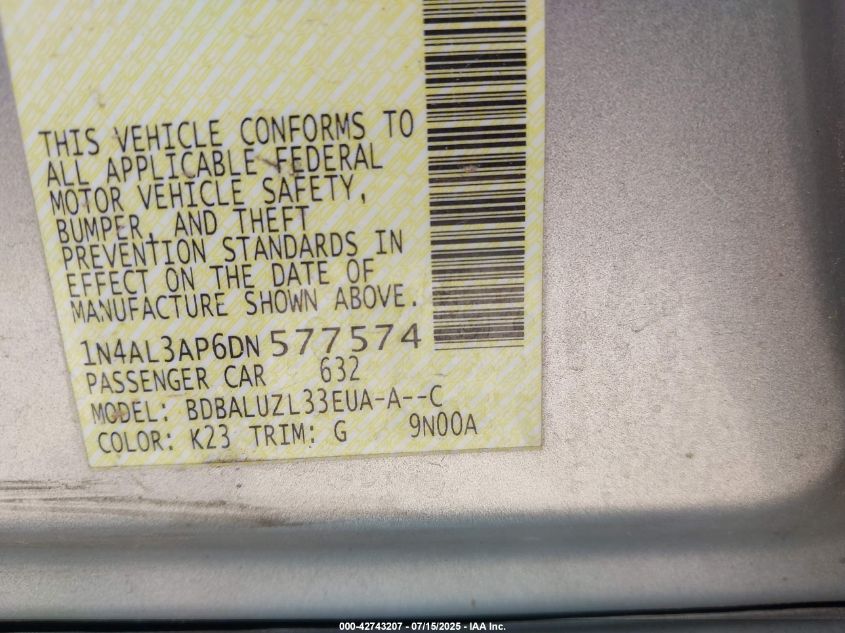 THIS VEHICLE CONFORMS TO
ALL APPLICABLE FEDERAL
MOTOR VEHICLE SAFETY,
BUMPER, AND THEFT
PREVENTION STANDARDS IN
EFFECT ON THE DATE OF
MANUFACTURE SHOWN ABOVE.
1N4AL3AP6DN 577574
PASSENGER CAR 632
MODEL: BDBALUZL33EUA-A--C
COLOR: K23 TRIM: G 9N00A
000-42743207 - 07/15/2025 - IAA Inc.